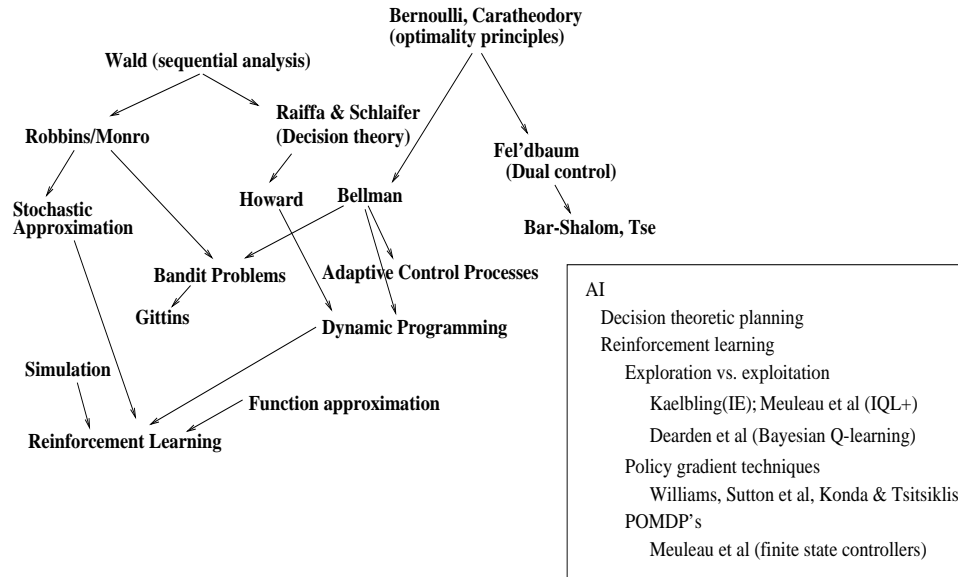 Bernoulli, Caratheodory
(optimality principles)
Wald (sequential analysis)
Raiffa & Schlaifer
(Decision theory)
Robbins/Monro
Fel'dbaum
(Dual control)
Howard
Bellman
Stochastic
Approximation
Bar-Shalom, Tse
Bandit Problems
Adaptive Control Processes
Gittins
Dynamic Programming
Simulation
Function approximation
Reinforcement Learning
AI
Decision theoretic planning
Reinforcement learning
Exploration vs. exploitation
Kaelbling(IE); Meuleau et al (IQL+)
Dearden et al (Bayesian Q-learning)
Policy gradient techniques
Williams, Sutton et al, Konda & Tsitsiklis
POMDP's
Meuleau et al (finite state controllers)